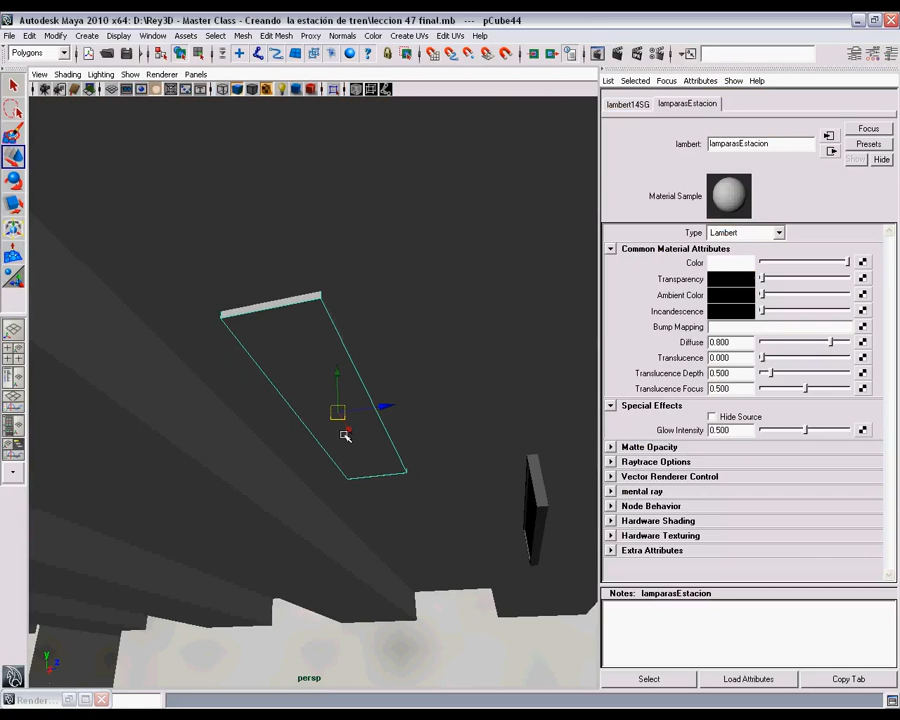 Autodesk Maya 2010 x64: D:\Rey3D - Master Class - Creando la estación de tren\leccion 47 final.mb --- pCube44
File Edit Modify Create Display Window Assets Select Mesh Edit Mesh Proxy Normals Color Create UVs Edit UVs Help
Polygons
View Shading Lighting Show Renderer Panels
List Selected Focus Attributes Show Help
lambert14SG lamparasEstacion
Focus
lambert: lamparasEstacion
Presets
Show Hide
Material Sample
Type Lambert
Common Material Attributes
Color
Transparency
Ambient Color
Incandescence
Bump Mapping
Diffuse 0.800
Translucence 0.000
Translucence Depth 0.500
Translucence Focus 0.500
Special Effects
Hide Source
Glow Intensity 0.500
Matte Opacity
Raytrace Options
Vector Renderer Control
mental ray
Node Behavior
Hardware Shading
Hardware Texturing
Extra Attributes
Notes: lamparasEstacion
y
z
persp
Select Load Attributes Copy Tab
Render...